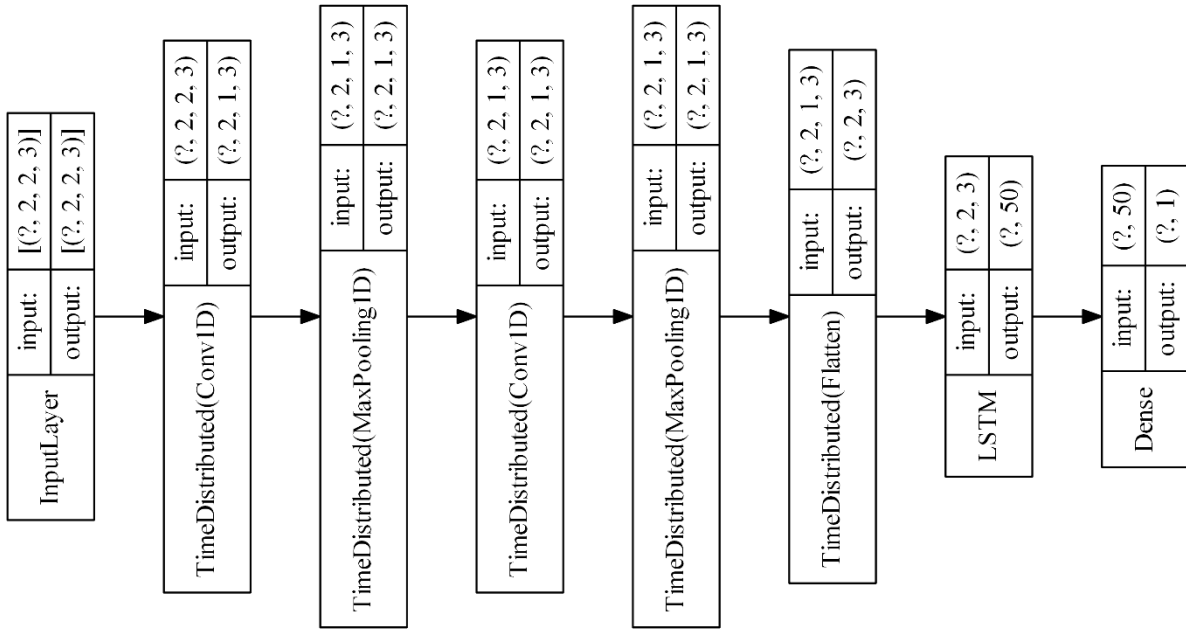 InputLayer
input: [(?, 2, 2, 3)]
output: [(?, 2, 2, 3)]
TimeDistributed(Conv1D)
input: (?, 2, 2, 3)
output: (?, 2, 1, 3)
TimeDistributed(MaxPooling1D)
input: (?, 2, 1, 3)
output: (?, 2, 1, 3)
TimeDistributed(Conv1D)
input: (?, 2, 1, 3)
output: (?, 2, 1, 3)
TimeDistributed(MaxPooling1D)
input: (?, 2, 1, 3)
output: (?, 2, 1, 3)
TimeDistributed(Flatten)
input: (?, 2, 1, 3)
output: (?, 2, 3)
LSTM
input: (?, 2, 3)
output: (?, 50)
Dense
input: (?, 50)
output: (?, 1)